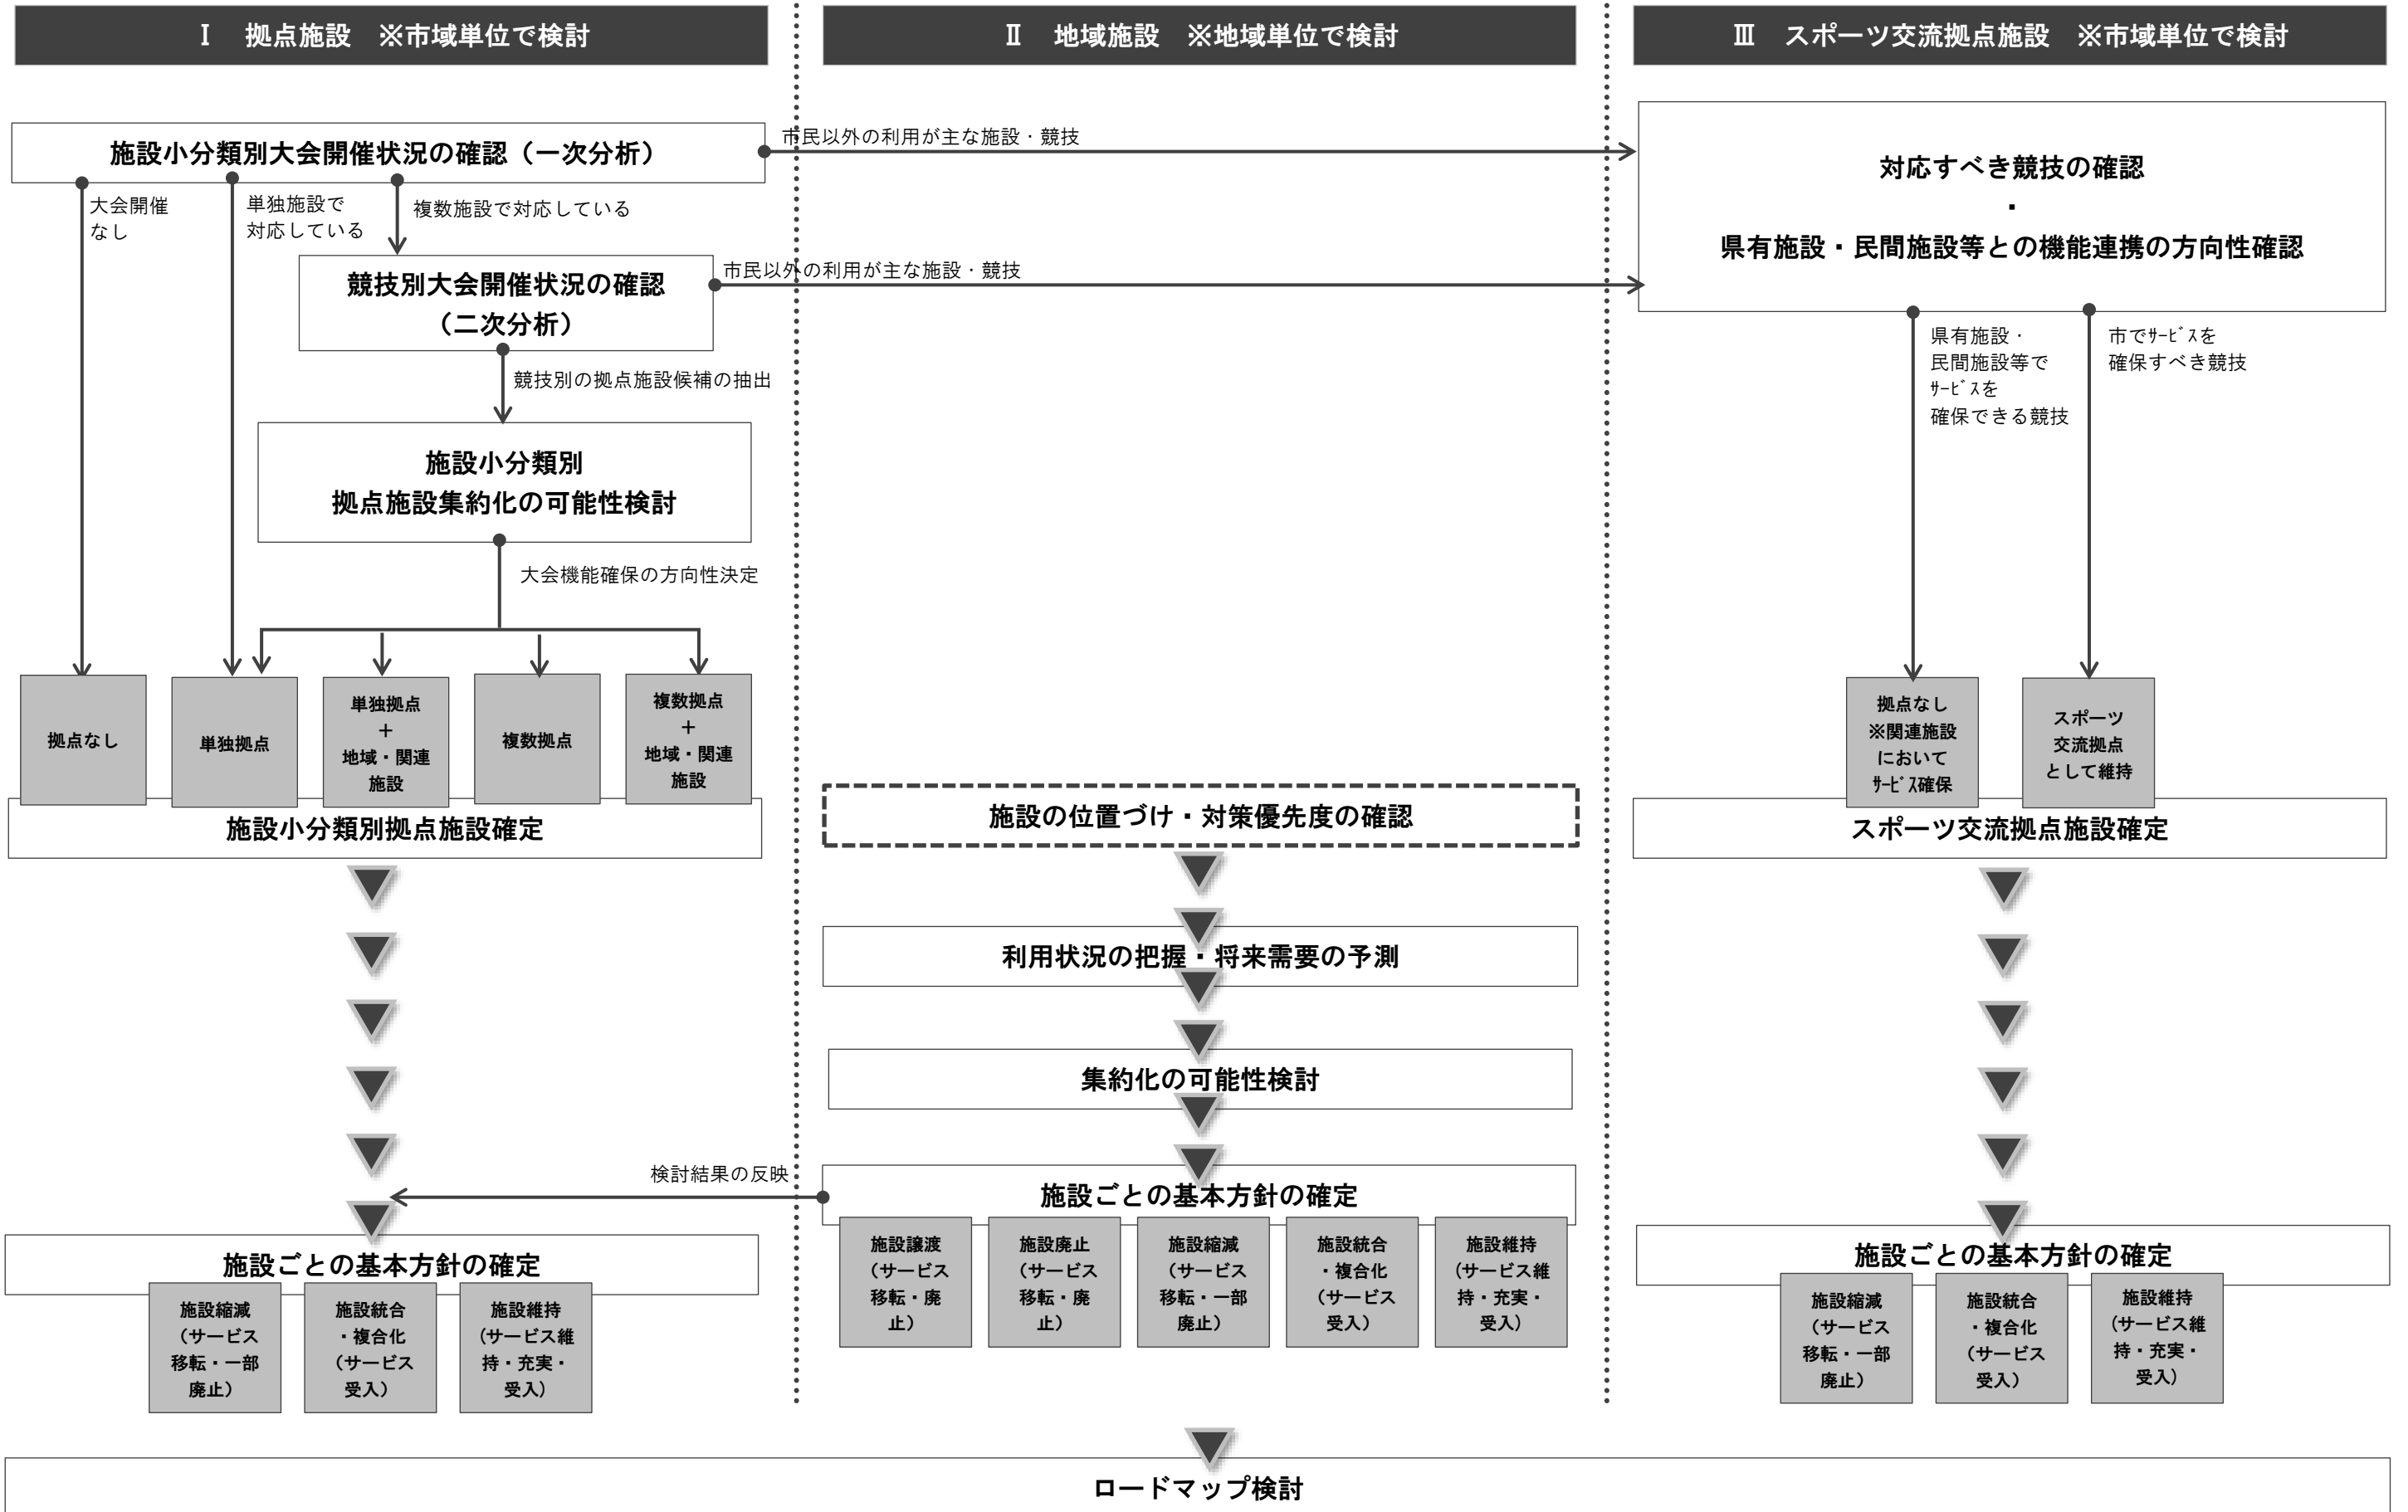 Ⅰ　拠点施設　※市域単位で検討
Ⅱ　地域施設　※地域単位で検討
Ⅲ　スポーツ交流拠点施設　※市域単位で検討
施設小分類別大会開催状況の確認（一次分析）
市民以外の利用が主な施設・競技
大会開催
なし
単独施設で
対応している
複数施設で対応している
競技別大会開催状況の確認
（二次分析）
市民以外の利用が主な施設・競技
競技別の拠点施設候補の抽出
施設小分類別
拠点施設集約化の可能性検討
大会機能確保の方向性決定
対応すべき競技の確認
・
県有施設・民間施設等との機能連携の方向性確認
県有施設・
民間施設等で
ｻｰﾋﾞｽを
確保できる競技
市でｻｰﾋﾞｽを
確保すべき競技
拠点なし
単独拠点
単独拠点
＋
地域・関連
施設
複数拠点
複数拠点
＋
地域・関連
施設
施設小分類別拠点施設確定
施設の位置づけ・対策優先度の確認
拠点なし
※関連施設
において
ｻｰﾋﾞｽ確保
スポーツ
交流拠点
として維持
スポーツ交流拠点施設確定
利用状況の把握・将来需要の予測
集約化の可能性検討
検討結果の反映
施設ごとの基本方針の確定
施設譲渡
（サービス
移転・廃
止）
施設廃止
（サービス
移転・廃
止）
施設縮減
（サービス
移転・一部
廃止）
施設統合
・複合化
（サービス
受入）
施設維持
（サービス維
持・充実・
受入）
施設ごとの基本方針の確定
施設縮減
（サービス
移転・一部
廃止）
施設統合
・複合化
（サービス
受入）
施設維持
（サービス維
持・充実・
受入）
施設ごとの基本方針の確定
施設縮減
（サービス
移転・一部
廃止）
施設統合
・複合化
（サービス
受入）
施設維持
（サービス維
持・充実・
受入）
ロードマップ検討